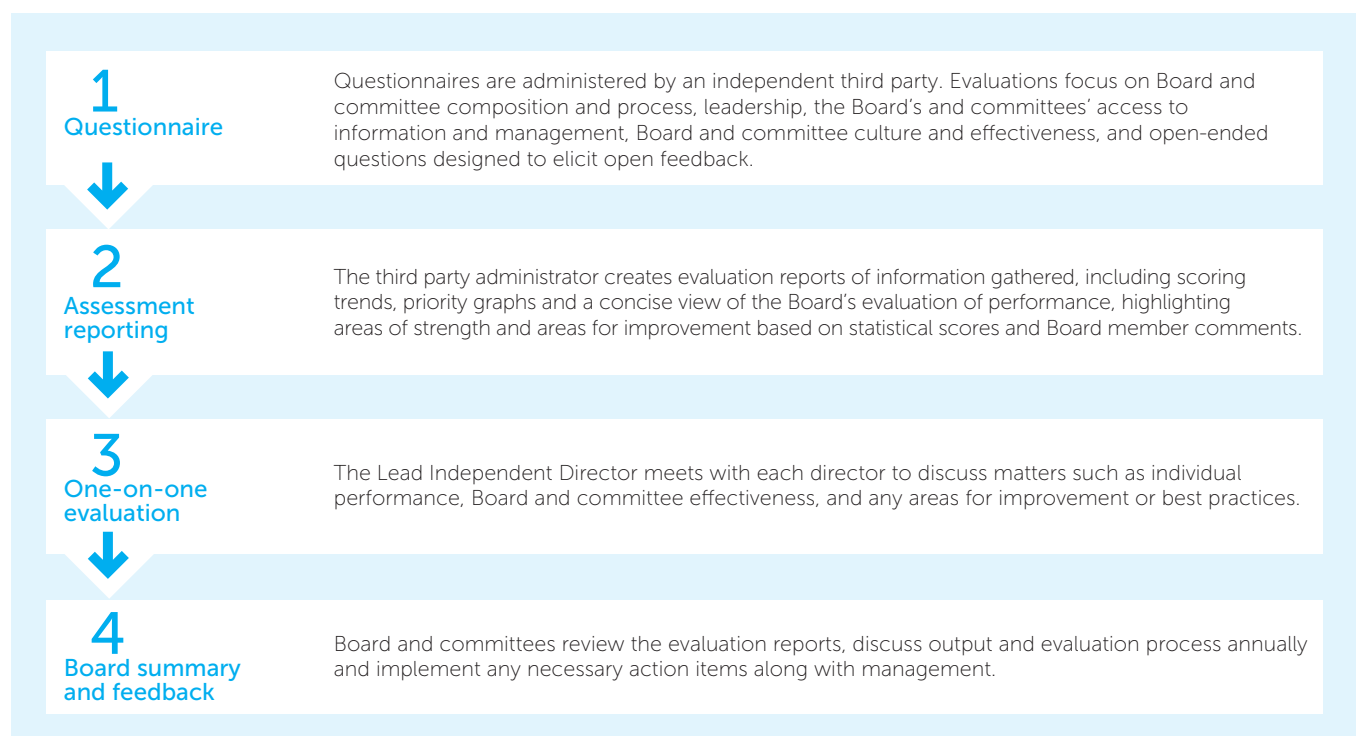 1
Questionnaire
Questionnaires are administered by an independent third party. Evaluations focus on Board and
committee composition and process, leadership, the Board’s and committees’ access to
information and management, Board and committee culture and effectiveness, and open-ended
questions designed to elicit open feedback.
2
Assessment
reporting
The third party administrator creates evaluation reports of information gathered, including scoring
trends, priority graphs and a concise view of the Board’s evaluation of performance, highlighting
areas of strength and areas for improvement based on statistical scores and Board member comments.
3
One-on-one
evaluation
The Lead Independent Director meets with each director to discuss matters such as individual
performance, Board and committee effectiveness, and any areas for improvement or best practices.
4
Board summary
and feedback
Board and committees review the evaluation reports, discuss output and evaluation process annually
and implement any necessary action items along with management.